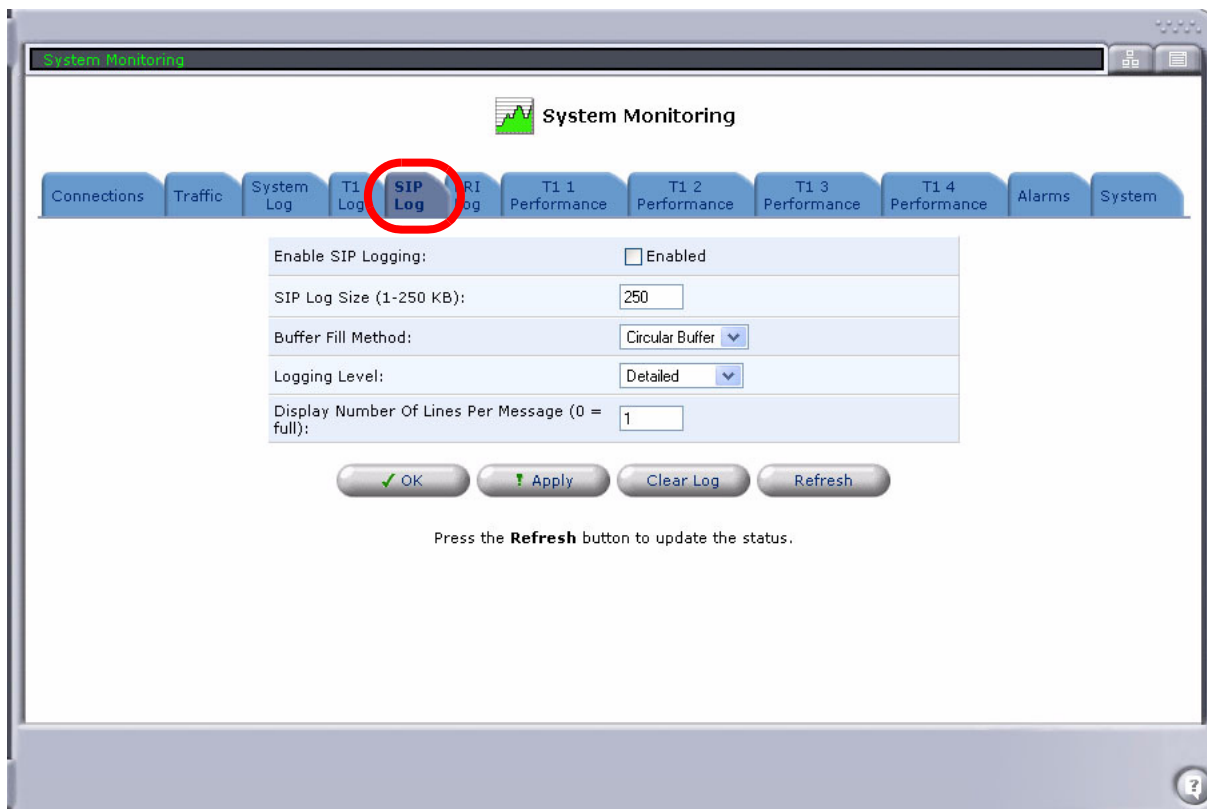 System Monitoring
System Monitoring
Connections
Traffic
System
Log
T1
Log
SIP
Log
RI
og
T1 1
Performance
T1 2
Performance
T1 3
Performance
T1 4
Performance
Alarms
System
Enable SIP Logging:
Enabled
SIP Log Size (1-250 KB):
250
Buffer Fill Method:
Circular Buffer
Logging Level:
Detailed
Display Number Of Lines Per Message (0 =
full):
1
OK
Apply
Clear Log
Refresh
Press the Refresh button to update the status.
?